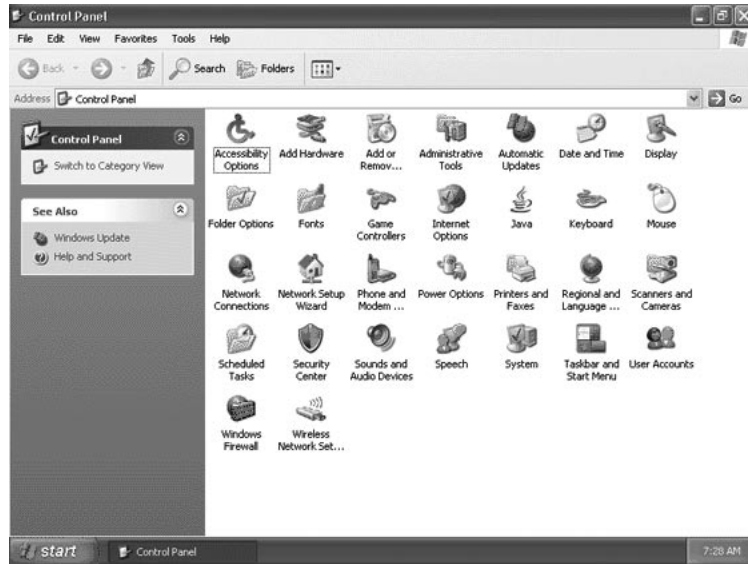 Control Panel
File Edit View Favorites Tools Help
Back Search Folders
Address Control Panel Go
Control Panel
Switch to Category View
See Also
Windows Update
Help and Support
Accessibility Options
Add Hardware
Add or Remov...
Administrative Tools
Automatic Updates
Date and Time
Display
Folder Options
Fonts
Game Controllers
Internet Options
Java
Keyboard
Mouse
Network Connections
Network Setup Wizard
Phone and Modem ...
Power Options
Printers and Faxes
Regional and Language ...
Scanners and Cameras
Scheduled Tasks
Security Center
Sounds and Audio Devices
Speech
System
Taskbar and Start Menu
User Accounts
Windows Firewall
Wireless Network Set...
start Control Panel 7:28 AM